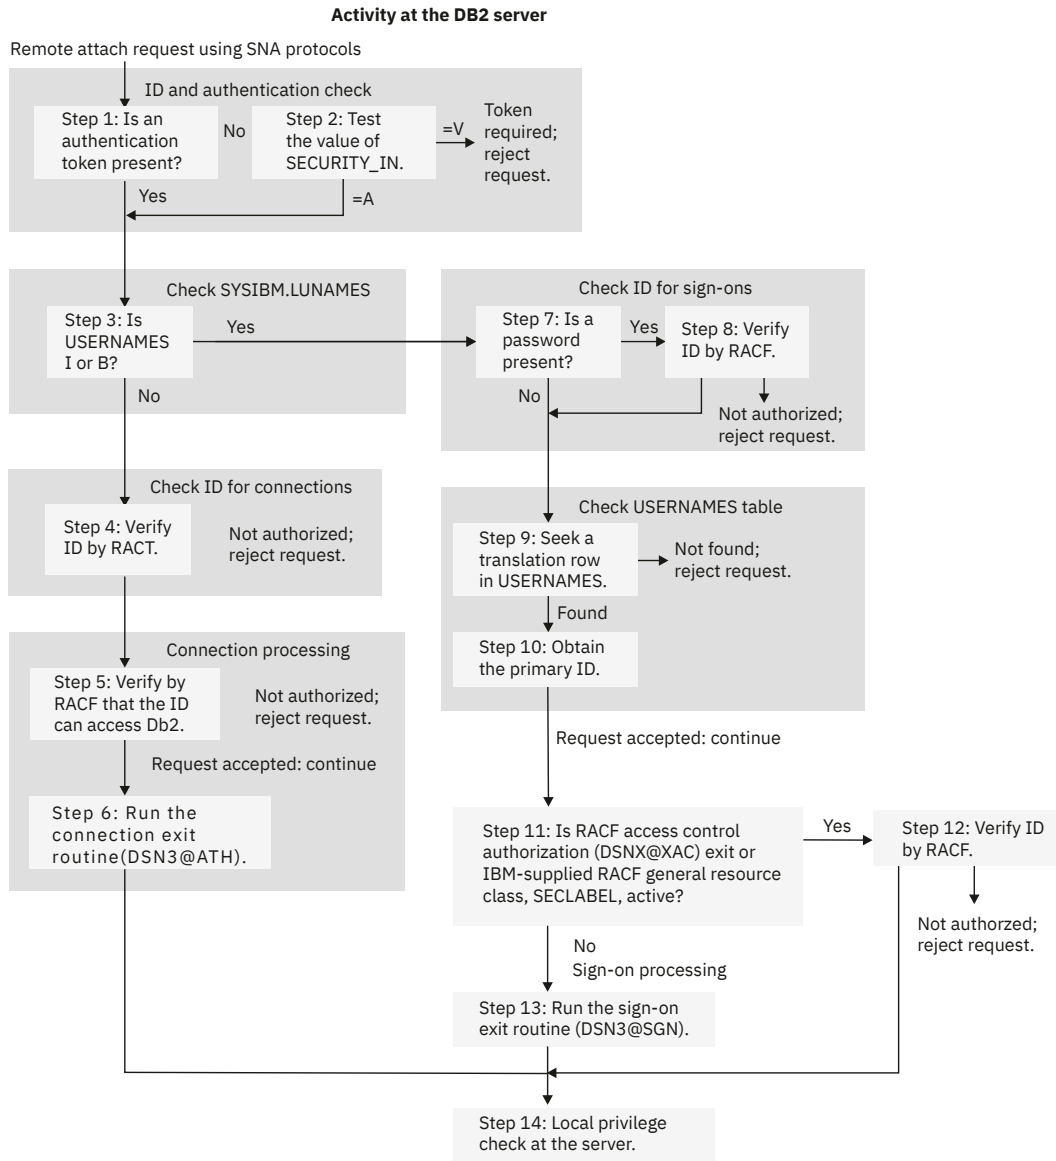 Activity at the DB2 server
Remote attach request using SNA protocols
ID and authentication check
Step 1: Is an
authentication
token present?
No
Step 2: Test
the value of
SECURITY_IN.
=V
Token
required;
reject
request.
Yes
=A
Check SYSIBM.LUNAMES
Step 3: Is
USERNAMES
I or B?
Yes
No
Check ID for sign-ons
Step 7: Is a
password
present?
Yes
Step 8: Verify
ID by RACF.
No
Not authorized;
reject request.
Check ID for connections
Step 4: Verify
ID by RACT.
Not authorized;
reject request.
Check USERNAMES table
Step 9: Seek a
translation row
in USERNAMES.
Not found;
reject request.
Found
Step 10: Obtain
the primary ID.
Connection processing
Step 5: Verify by
RACF that the ID
can access Db2.
Not authorized;
reject request.
Request accepted: continue
Step 6: Run the
connection exit
routine(DSN3@ATH).
Request accepted: continue
Step 11: Is RACF access control
authorization (DSNX@XAC) exit or
IBM-supplied RACF general resource
class, SECLABEL, active?
Yes
Step 12: Verify ID
by RACF.
Not authorzed;
reject request.
No
Sign-on processing
Step 13: Run the sign-on
exit routine (DSN3@SGN).
Step 14: Local privilege
check at the server.